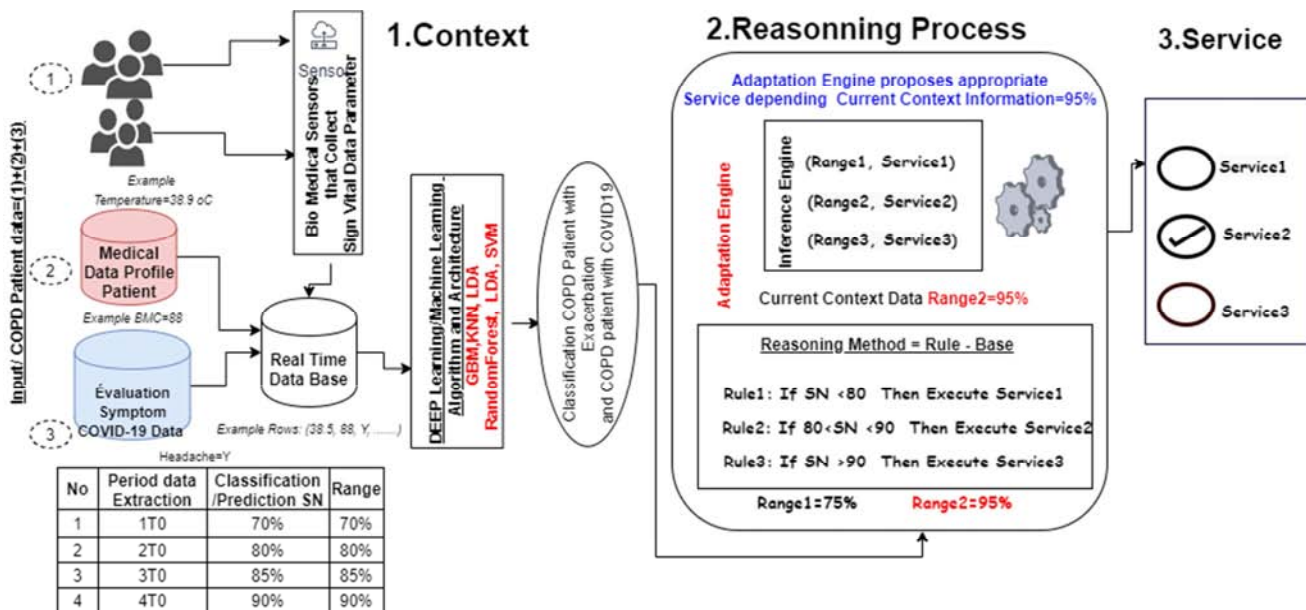 1.Context
2.Reasonning Process
3.Service
Input/ COPD Patient data=(1)+(2)+(3)
1
Sensor
Bio Medical Sensors
that Collect
Sign Vital Data Parameter
Example
Temperature=38.9 oC
2
Medical
Data Profile
Patient
Example BMC=88
3
Évaluation
Symptom
COVID-19 Data
Headache=Y
Real Time
Data Base
Example Rows: (38.5, 88, Y, .......)
No Period data Extraction Classification /Prediction SN Range
1 1T0 70% 70%
2 2T0 80% 80%
3 3T0 85% 85%
4 4T0 90% 90%
DEEP Learning/Machine Learning
Algorithm and Architecture
GBM,KNN, LDA
RandomForest, LDA, SVM
Classification COPD Patient with
Exacerbation
and COPD patient with COVID19
Adaptation Engine proposes appropriate
Service depending Current Context Information=95%
Adaptation Engine
Inference Engine
(Range1, Service1)
(Range2, Service2)
(Range3, Service3)
Current Context Data Range2=95%
Reasoning Method = Rule - Base
Rule1: If SN <80 Then Execute Service1
Rule2: If 80<SN <90 Then Execute Service2
Rule3: If SN >90 Then Execute Service3
Range1=75% Range2=95%
Service1
Service2
Service3